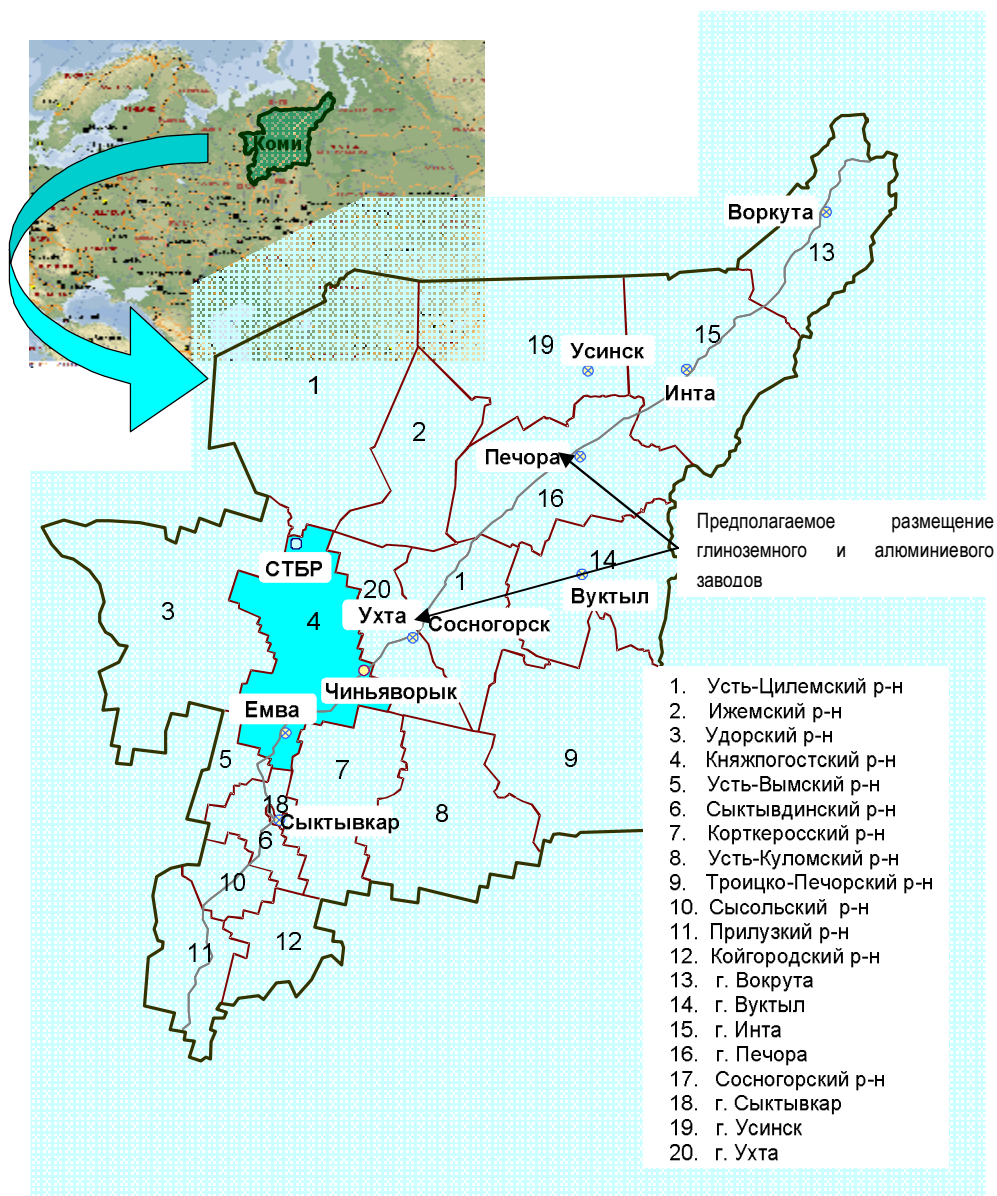 Коми
Воркута
13
15
19
Усинск
Инта
1
2
Печора
16
Предполагаемое размещение
глиноземного и алюминиевого
заводов
СТБР
14
Вуктыл
1
20
3
4
Ухта
Сосногорск
Чиньяворык
Емва
5
7
9
8
18
Сыктывкар
6
10
12
11
1. Усть-Цилемский р-н
2. Ижемский р-н
3. Удорский р-н
4. Княжпогостский р-н
5. Усть-Вымский р-н
6. Сыктывдинский р-н
7. Корткеросский р-н
8. Усть-Куломский р-н
9. Троицко-Печорский р-н
10. Сысольский р-н
11. Прилузкий р-н
12. Койгородский р-н
13. г. Вокрута
14. г. Вуктыл
15. г. Инта
16. г. Печора
17. Сосногорский р-н
18. г. Сыктывкар
19. г. Усинск
20. г. Ухта